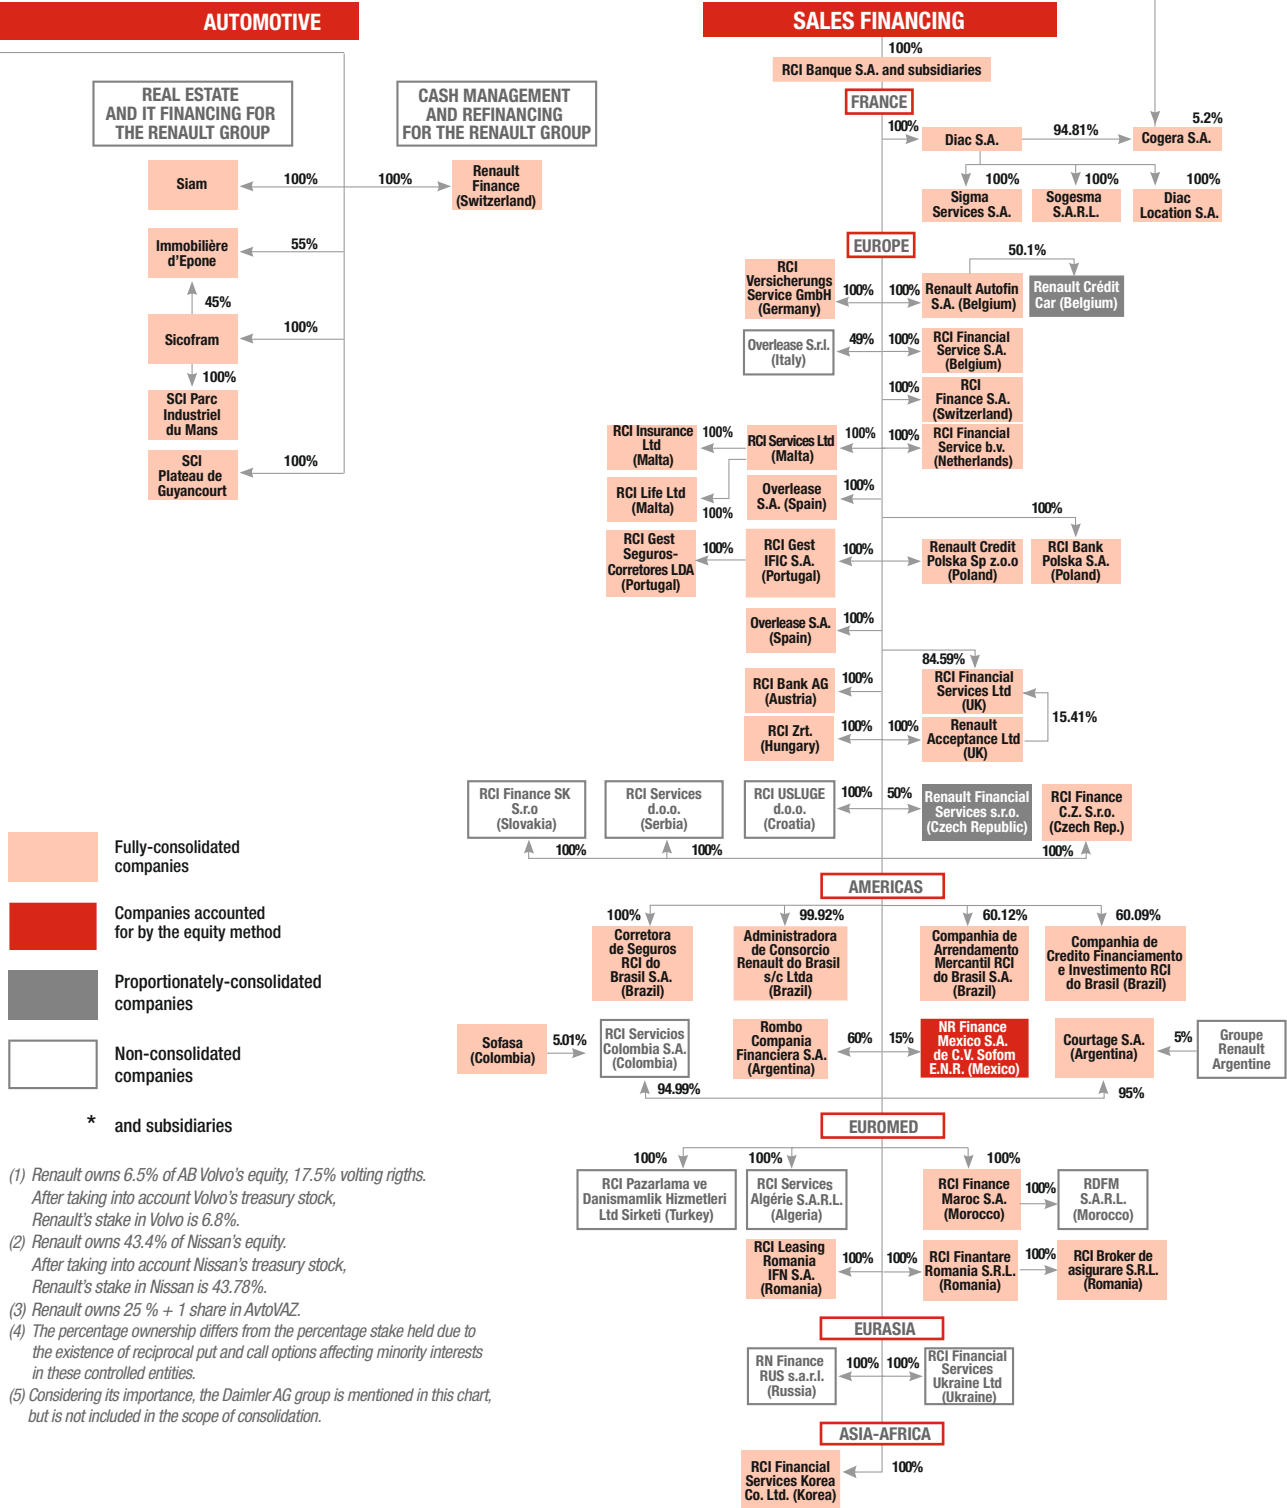 AUTOMOTIVE
REAL ESTATE
AND IT FINANCING FOR
THE RENAULT GROUP
CASH MANAGEMENT
AND REFINANCING
FOR THE RENAULT GROUP
Siam
100%
100%
Renault
Finance
(Switzerland)
Immobilière
d'Epone
55%
45%
Sicofram
100%
100%
SCI Parc
Industriel
du Mans
SCI
Plateau de
Guyancourt
100%
SALES FINANCING
100%
RCI Banque S.A. and subsidiaries
FRANCE
100%
Diac S.A.
94.81%
5.2%
Cogera S.A.
100%
100%
100%
Sigma
Services S.A.
Sogesma
S.A.R.L.
Diac
Location S.A.
EUROPE
50.1%
RCI
Versicherungs
Service GmbH
(Germany)
100%
100%
Renault Autofin
S.A. (Belgium)
Renault Crédit
Car (Belgium)
Overlease S.r.l.
(Italy)
49%
100%
RCI Financial
Service S.A.
(Belgium)
100%
RCI
Finance S.A.
(Switzerland)
RCI Insurance
Ltd
(Malta)
100%
RCI Services Ltd
(Malta)
100%
100%
RCI Financial
Service b.v.
(Netherlands)
RCI Life Ltd
(Malta)
100%
Overlease
S.A. (Spain)
100%
100%
RCI Gest
Seguros-
Corretores LDA
(Portugal)
100%
RCI Gest
IFIC S.A.
(Portugal)
100%
Renault Credit
Polska Sp z.o.o
(Poland)
RCI Bank
Polska S.A.
(Poland)
Overlease S.A.
(Spain)
100%
84.59%
RCI Bank AG
(Austria)
100%
RCI Financial
Services Ltd
(UK)
15.41%
RCI Zrt.
(Hungary)
100%
100%
Renault
Acceptance Ltd
(UK)
RCI Finance SK
S.r.o
(Slovakia)
RCI Services
d.o.o.
(Serbia)
RCI USLUGE
d.o.o.
(Croatia)
100%
50%
Renault Financial
Services s.r.o.
(Czech Republic)
RCI Finance
C.Z. S.r.o.
(Czech Rep.)
100%
100%
100%
AMERICAS
100%
99.92%
60.12%
60.09%
Corretora
de Seguros
RCI do
Brasil S.A.
(Brazil)
Administradora
de Consorcio
Renault do Brasil
s/c Ltda
(Brazil)
Companhia de
Arrendamento
Mercantil RCI
do Brasil S.A.
(Brazil)
Companhia de
Credito Financiamento
e Investimento RCI
do Brasil (Brazil)
Sofasa
(Colombia)
5.01%
RCI Servicios
Colombia S.A.
(Colombia)
Rombo
Compania
Financiera S.A.
(Argentina)
60%
15%
NR Finance
Mexico S.A.
de C.V. Sofom
E.N.R. (Mexico)
Courtage S.A.
(Argentina)
5%
Groupe
Renault
Argentine
94.99%
95%
EUROMED
100%
100%
100%
RCI Pazarlama ve
Danismamlik Hizmetleri
Ltd Sirketi (Turkey)
RCI Services
Algérie S.A.R.L.
(Algeria)
RCI Finance
Maroc S.A.
(Morocco)
100%
RDFM
S.A.R.L.
(Morocco)
RCI Leasing
Romania
IFN S.A.
(Romania)
100%
100%
RCI Finantare
Romania S.R.L.
(Romania)
100%
RCI Broker de
asigurare S.R.L.
(Romania)
EURASIA
RN Finance
RUS s.a.r.l.
(Russia)
100%
100%
RCI Financial
Services
Ukraine Ltd
(Ukraine)
ASIA-AFRICA
RCI Financial
Services Korea
Co. Ltd. (Korea)
100%
Fully-consolidated
companies
Companies accounted
for by the equity method
Proportionately-consolidated
companies
Non-consolidated
companies
* and subsidiaries
(1) Renault owns 6.5% of AB Volvo's equity, 17.5% volting rigths.
After taking into account Volvo's treasury stock,
Renault's stake in Volvo is 6.8%.
(2) Renault owns 43.4% of Nissan's equity.
After taking into account Nissan's treasury stock,
Renault's stake in Nissan is 43.78%.
(3) Renault owns 25 % + 1 share in AvtoVAZ.
(4) The percentage ownership differs from the percentage stake held due to
the existence of reciprocal put and call options affecting minority interests
in these controlled entities.
(5) Considering its importance, the Daimler AG group is mentioned in this chart,
but is not included in the scope of consolidation.